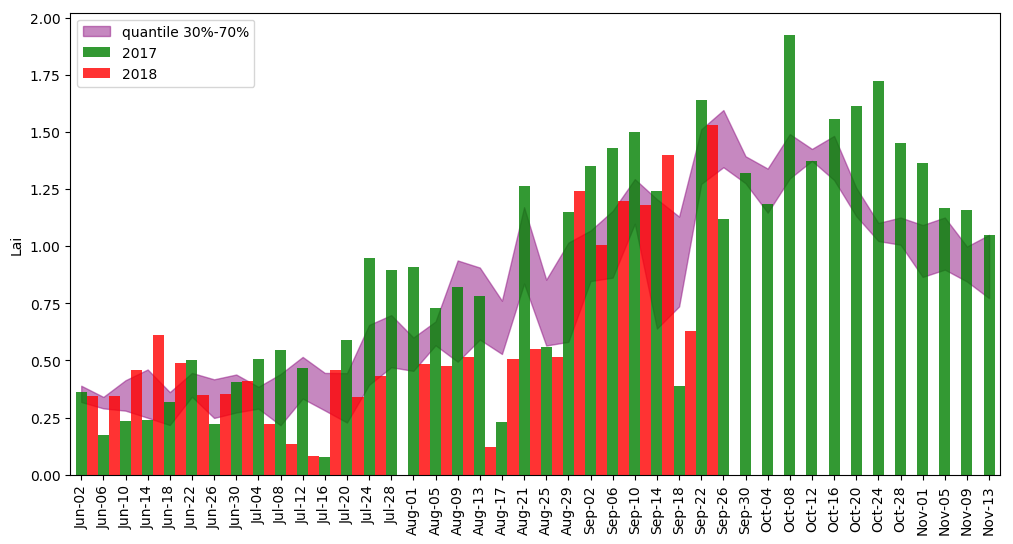 2.00
1.75
1.50
1.25
1.00
0.75
0.50
0.25
0.00
Lai
quantile 30%-70%
2017
2018
Jun-02
Jun-06
Jun-10
Jun-14
Jun-18
Jun-22
Jun-26
Jun-30
Jul-04
Jul-08
Jul-12
Jul-16
Jul-20
Jul-24
Jul-28
Aug-01
Aug-05
Aug-09
Aug-13
Aug-17
Aug-21
Aug-25
Aug-29
Sep-02
Sep-06
Sep-10
Sep-14
Sep-18
Sep-22
Sep-26
Sep-30
Oct-04
Oct-08
Oct-12
Oct-16
Oct-20
Oct-24
Oct-28
Nov-01
Nov-05
Nov-09
Nov-13